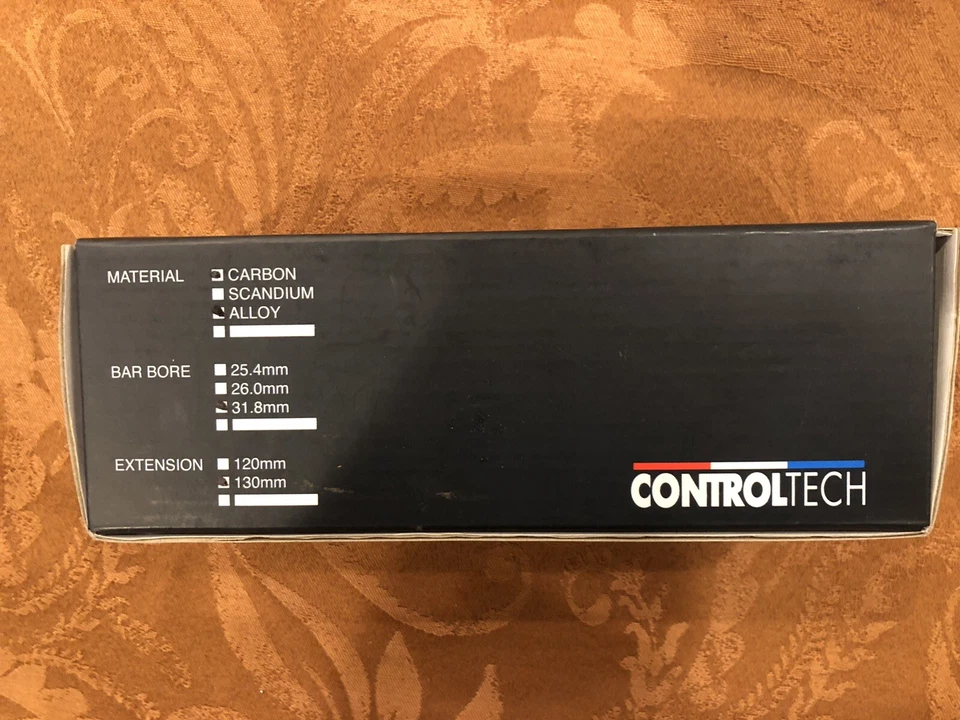 MATERIAL CARBON
SCANDIUM
ALLOY
BAR BORE 25.4mm
26.0mm
31.8mm
EXTENSION 120mm
130mm
CONTROLTECH